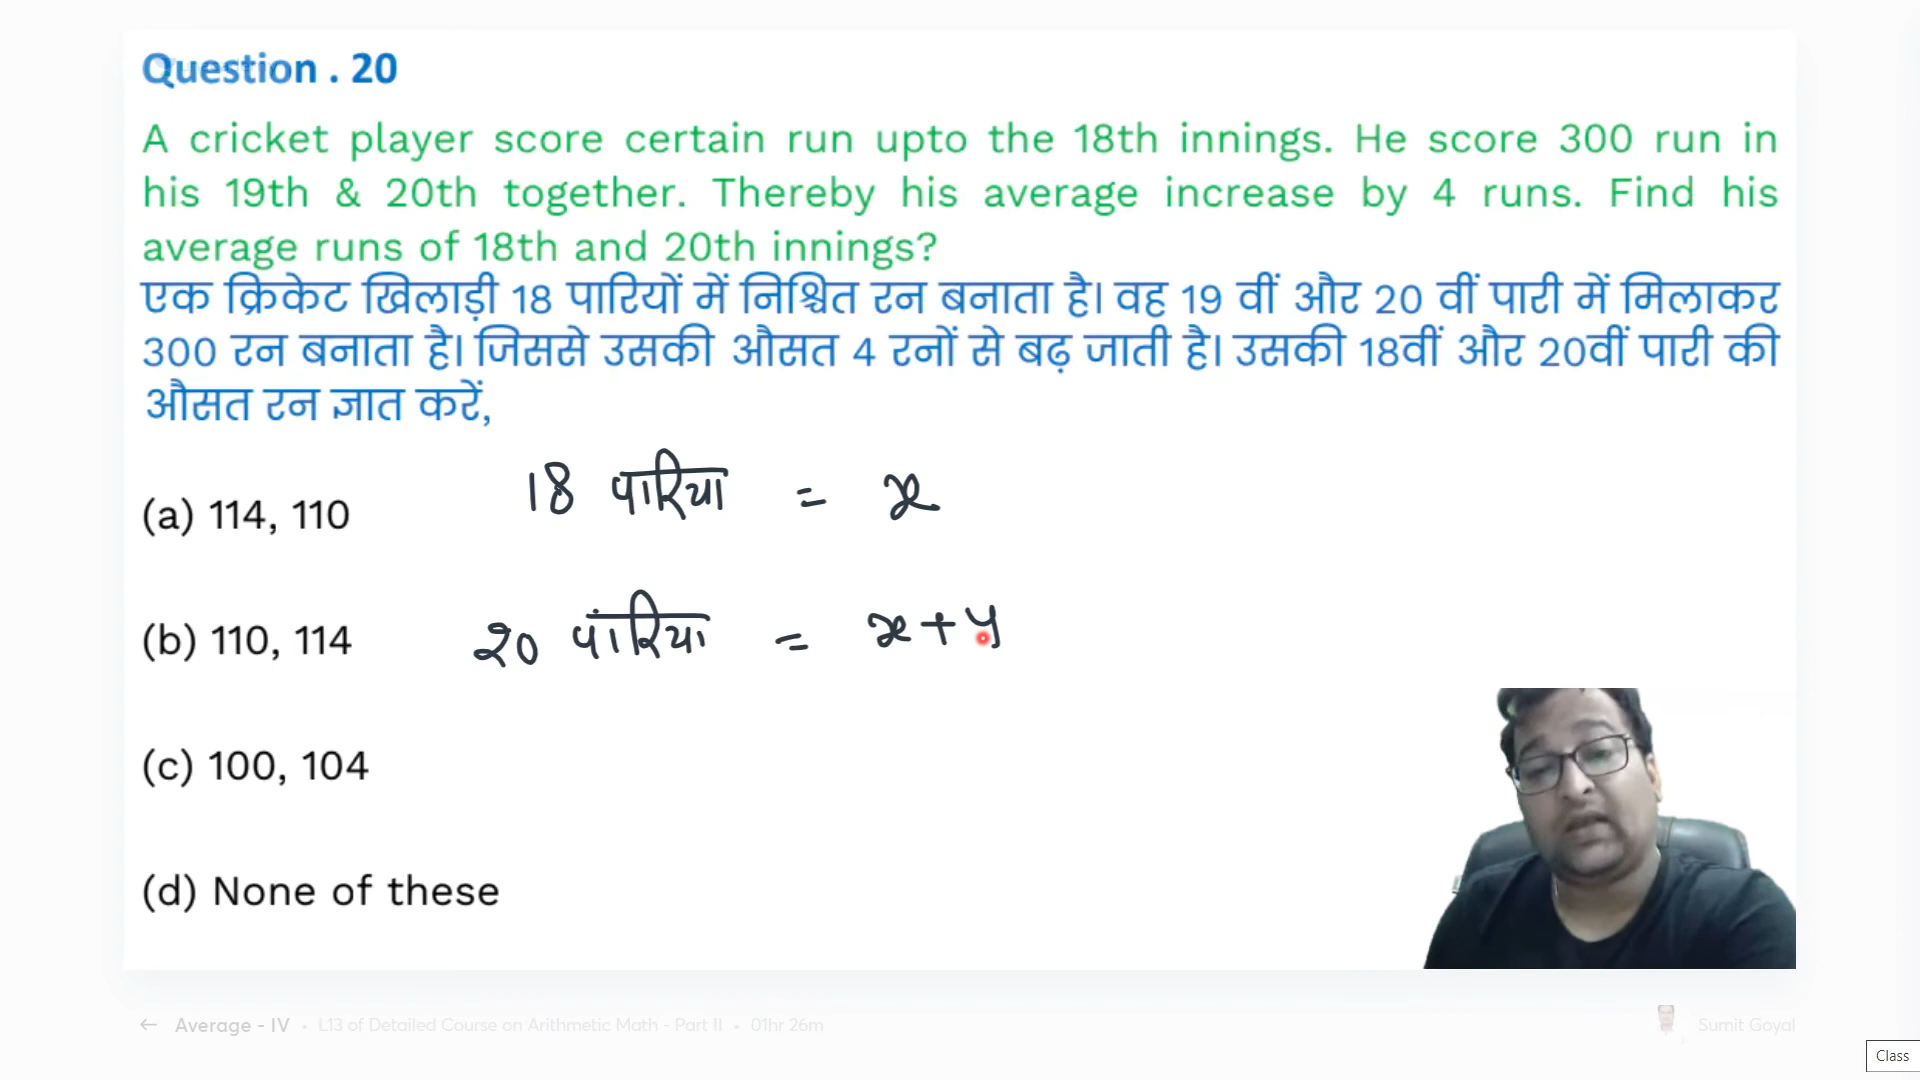 Question . 20
A cricket player score certain run upto the 18th innings. He score 300 run in
his 19th & 20th together. Thereby his average increase by 4 runs. Find his
average runs of 18th and 20th innings?
एक क्रिकेट खिलाड़ी 18 पारियों में निश्चित रन बनाता है। वह 19 वीं और 20 वीं पारी में मिलाकर
300 रन बनाता है। जिससे उसकी औसत 4 रनों से बढ़ जाती है। उसकी 18वीं और 20वीं पारी की
औसत रन ज्ञात करें,
18 पारिया = x
(a) 114, 110
20 पारिया = x+4
(b) 110, 114
(c) 100, 104
(d) None of these
← Average - IV • L13 of Detailed Course on Arithmetic Math - Part II • 01hr 26m
Sumit Goyal
Class